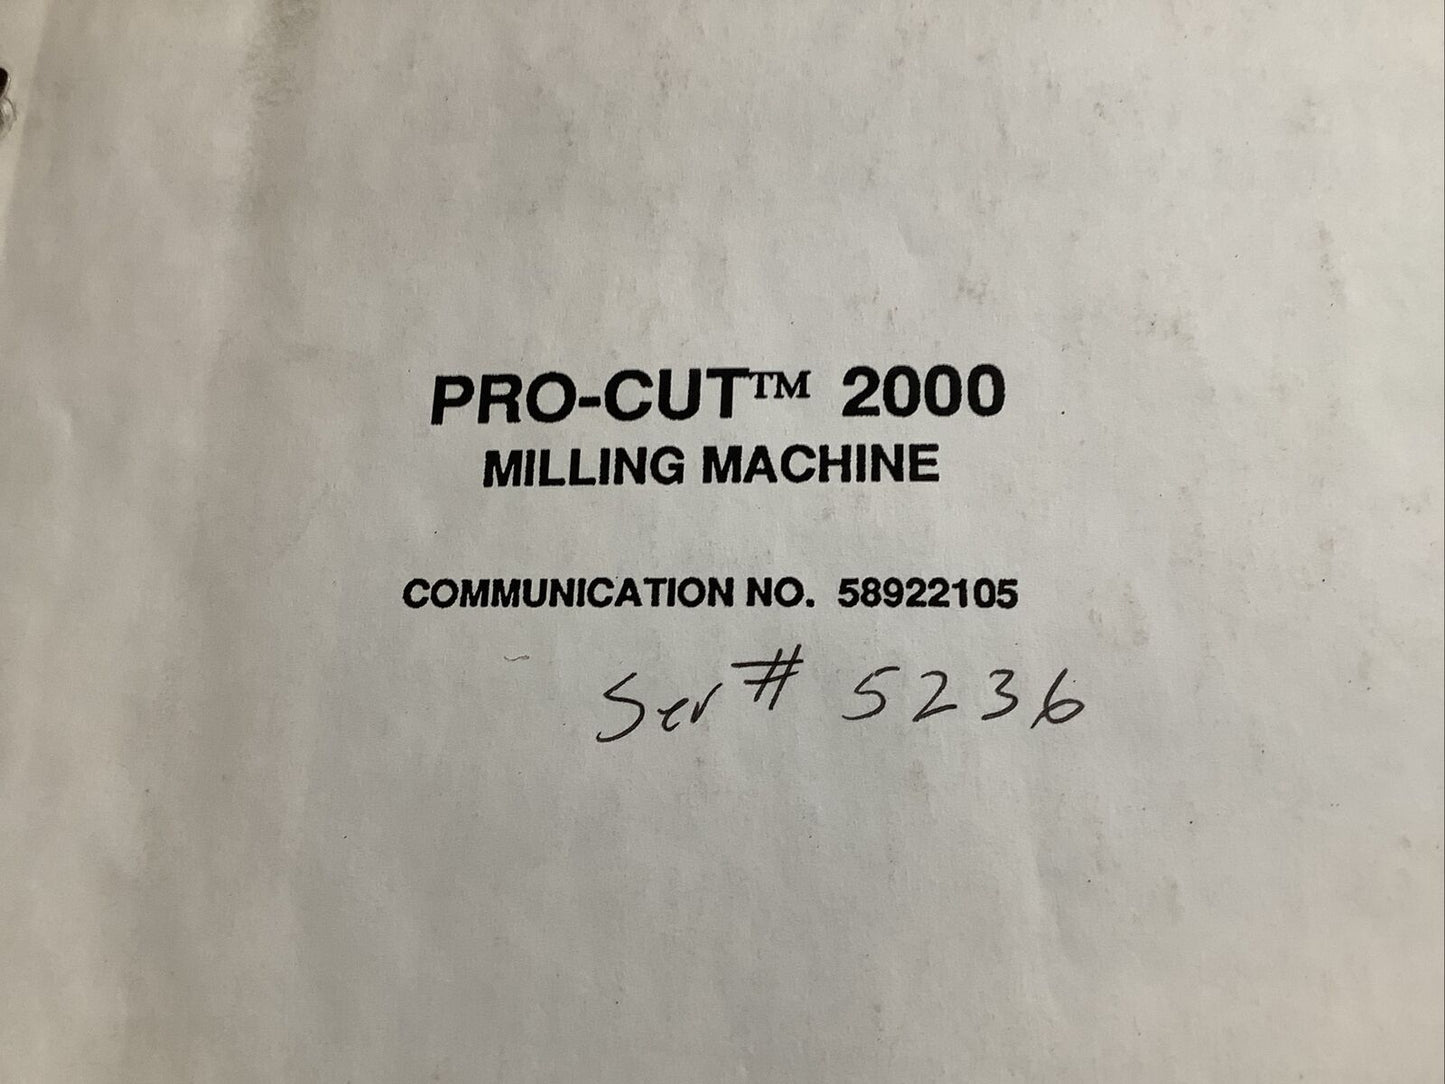 PRO-CUT™ 2000
MILLING MACHINE
COMMUNICATION NO. 58922105
Ser# 5236